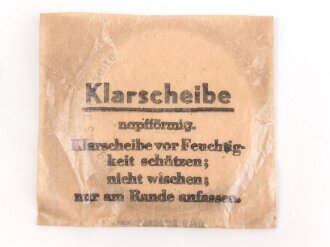 Klarscheibe
napfförmig.
Klarscheibe vor Feuchtig-
keit schützen;
nicht wischen;
nur am Rande anfassen.